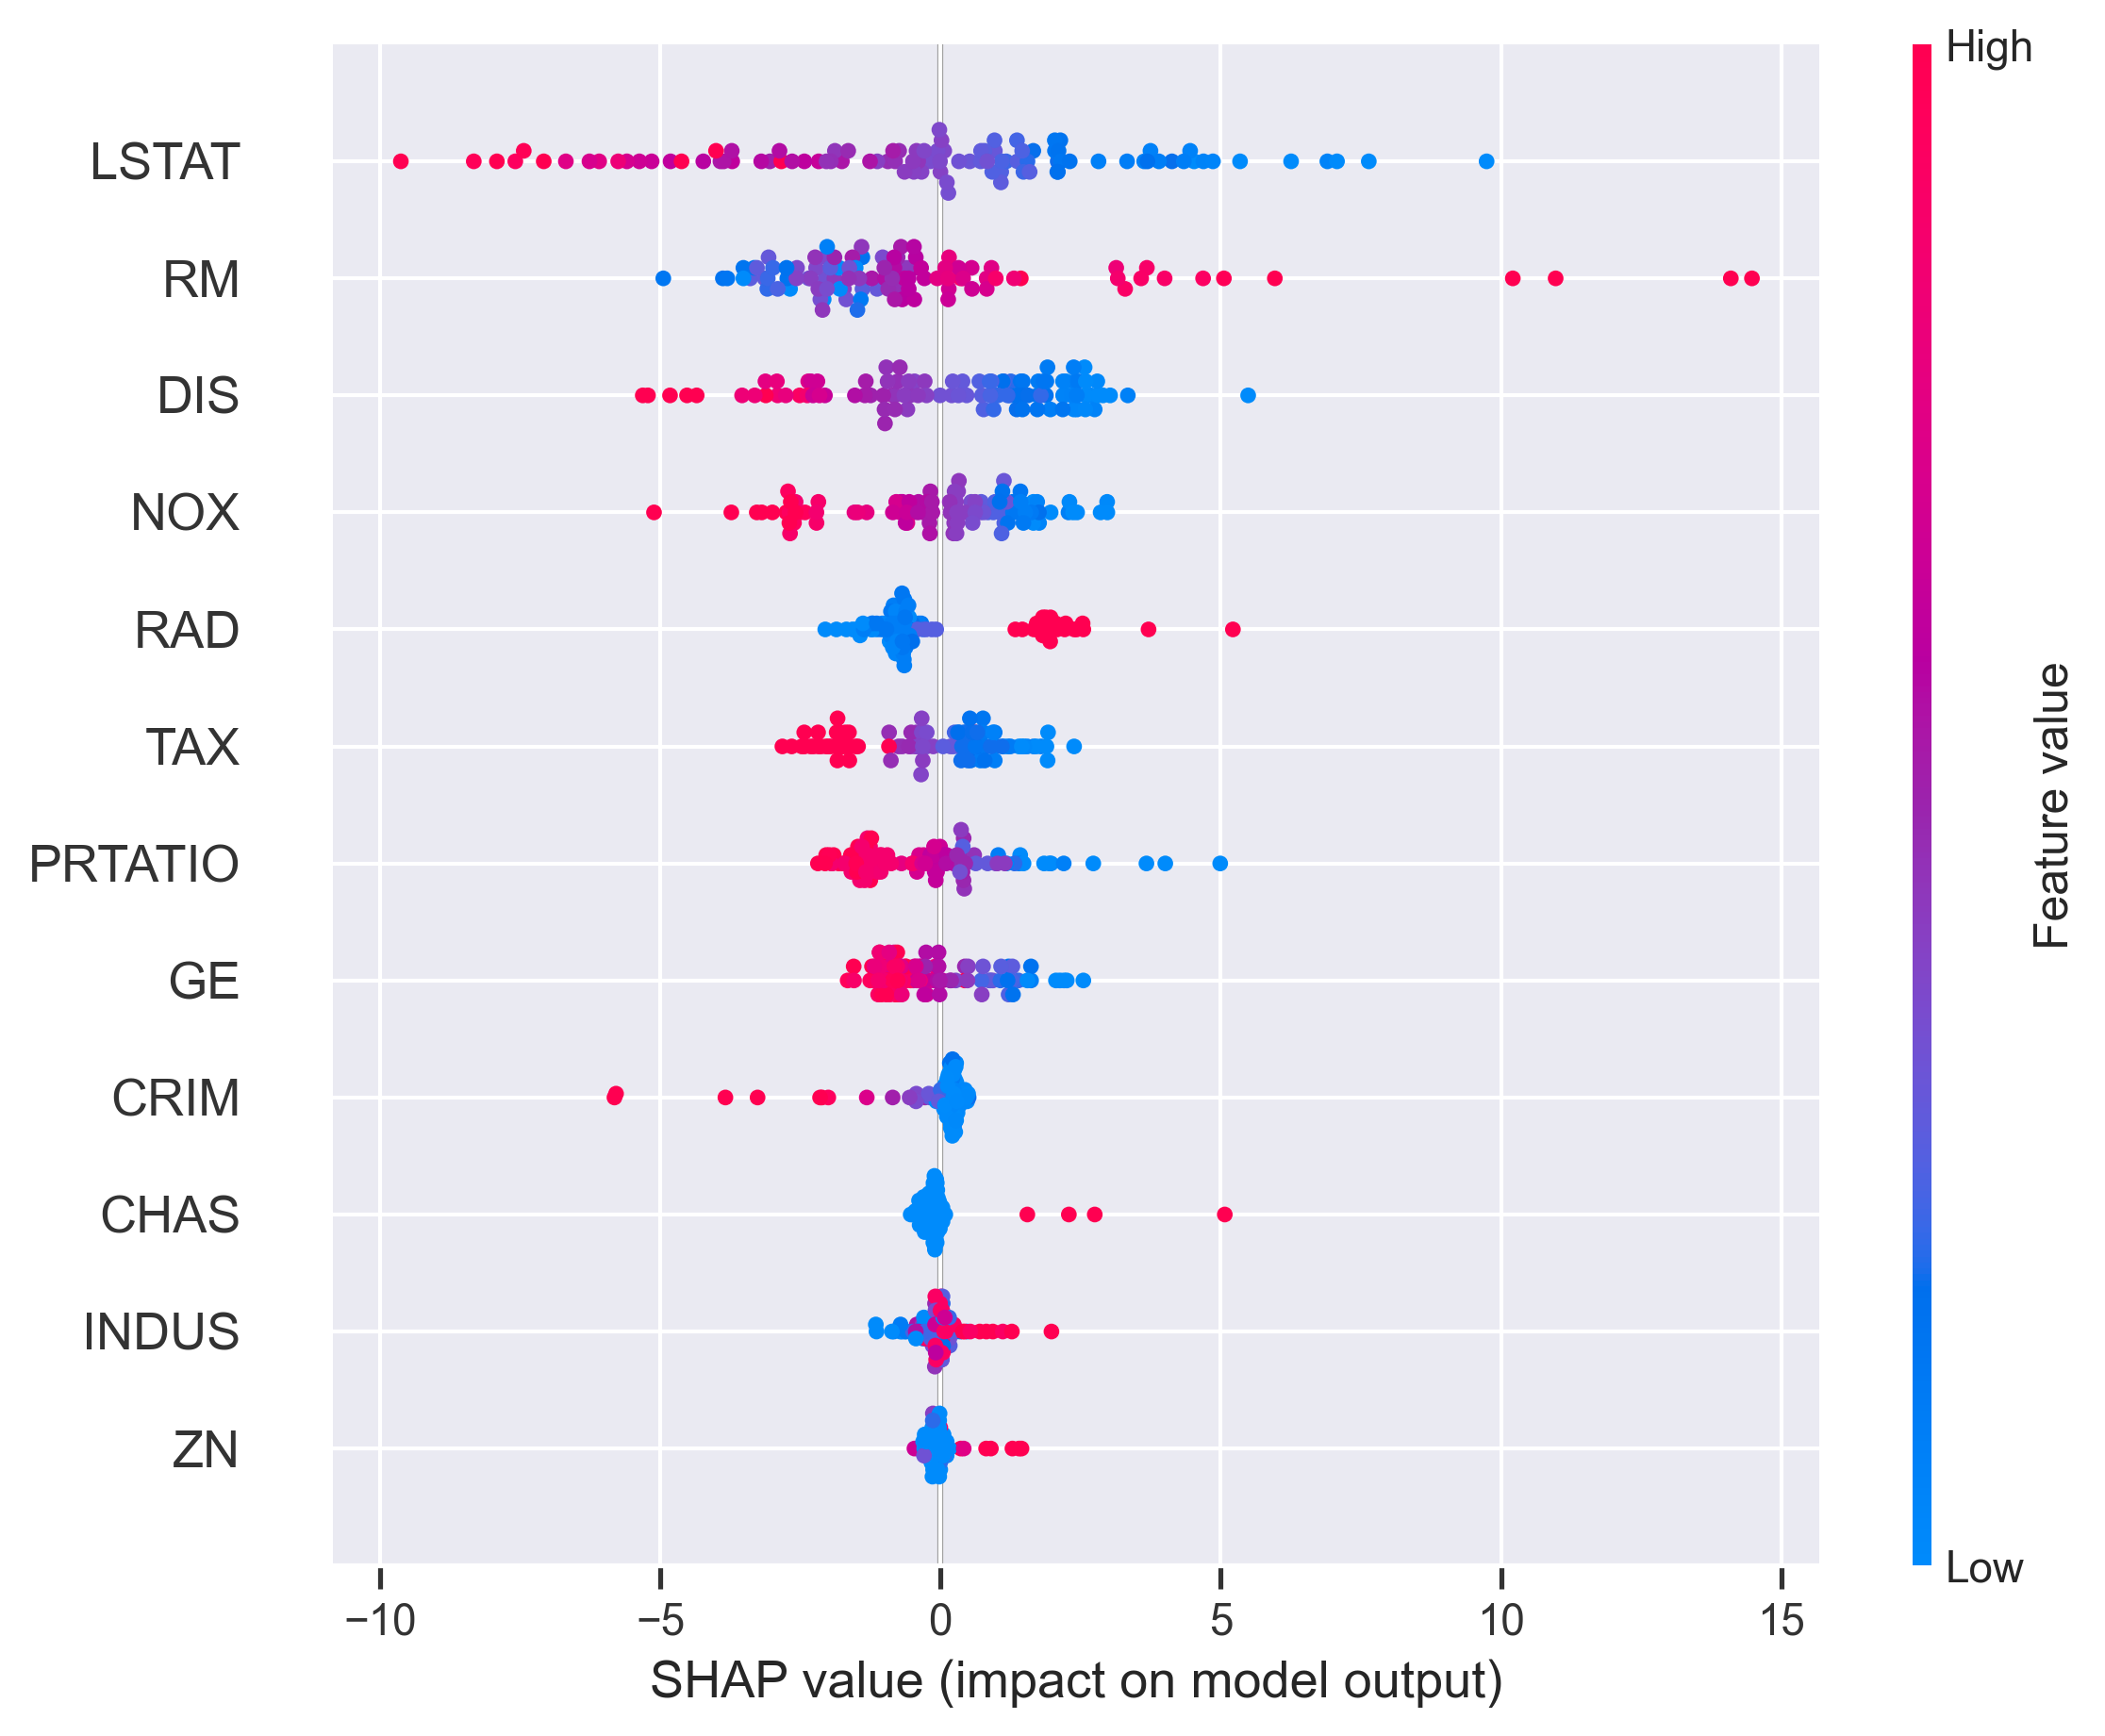 High
LSTAT
RM
DIS
NOX
RAD
TAX
PRTATIO
GE
CRIM
CHAS
INDUS
ZN
Feature value
Low
−10 −5 0 5 10 15
SHAP value (impact on model output)